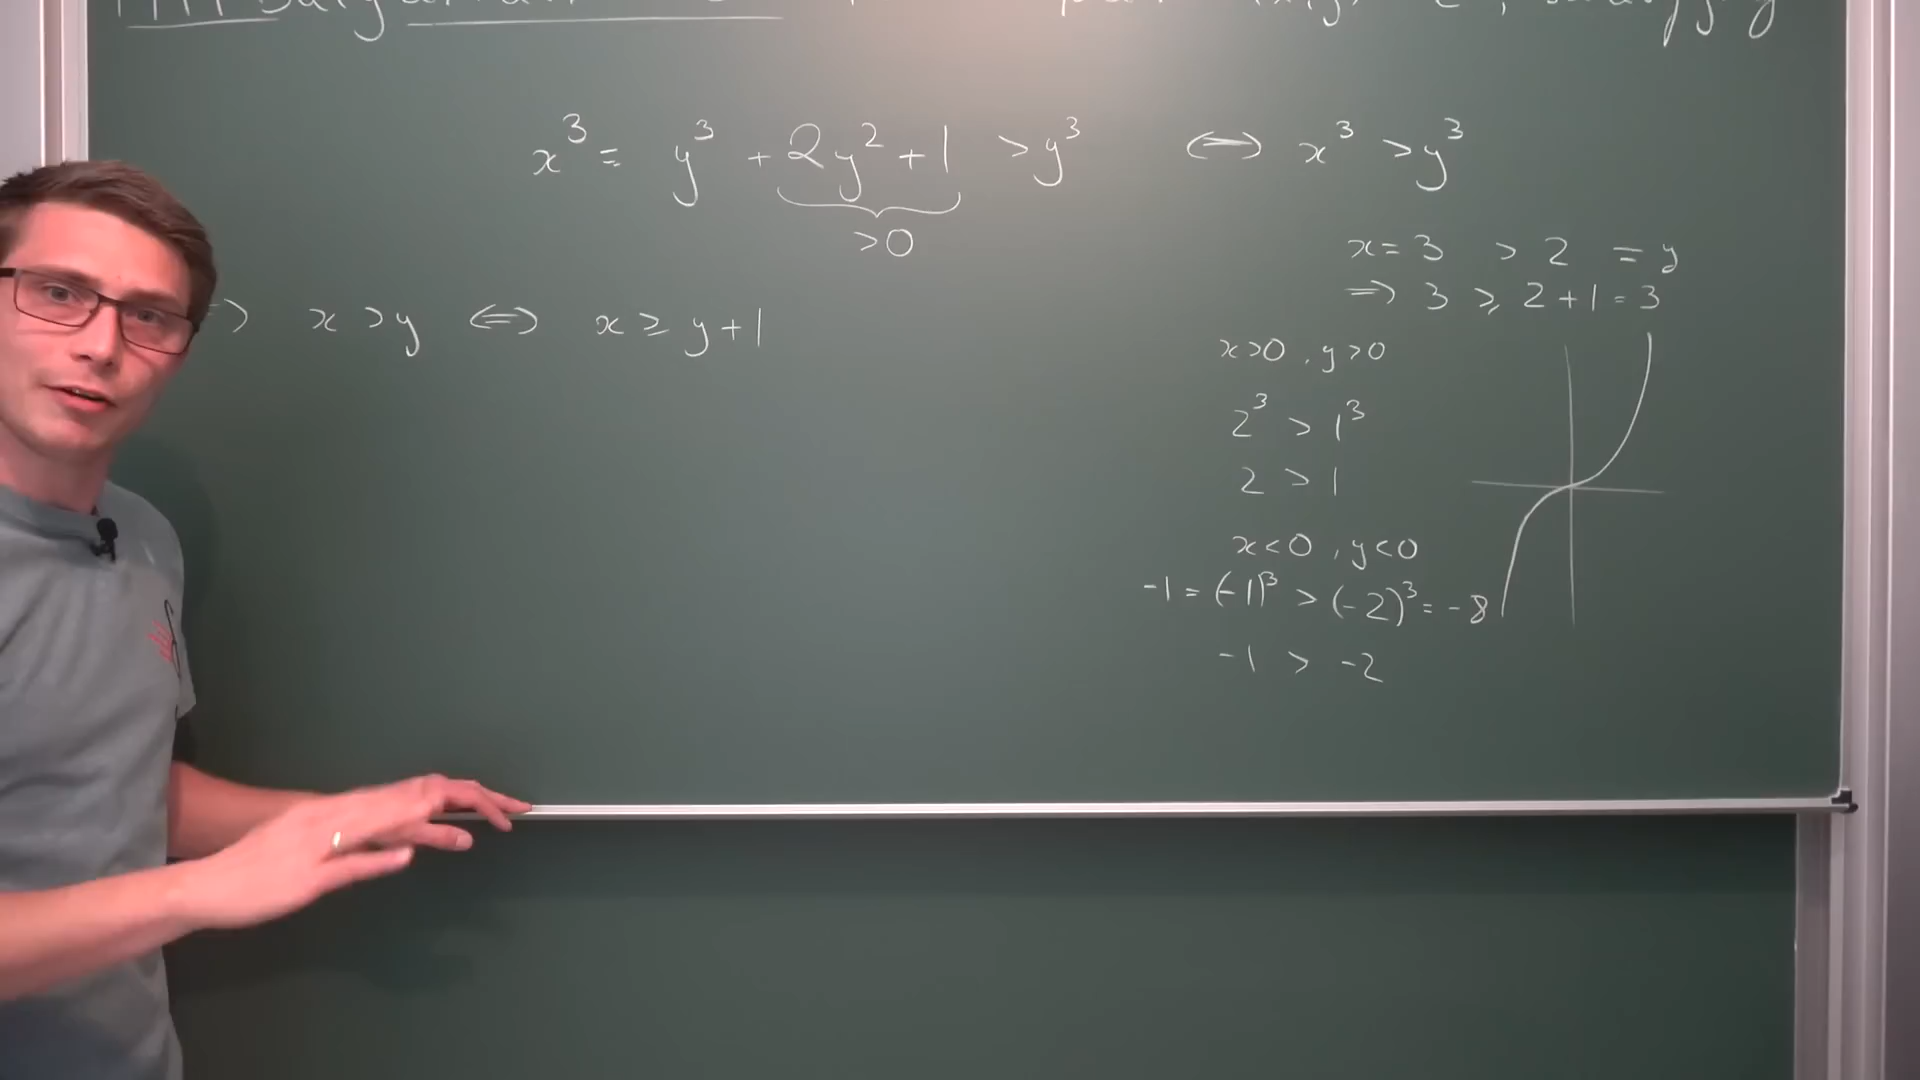 x³ = y³ + 2y² + 1 > y³ ⟺ x³ > y³
>0
x = 3 > 2 = y
⟹ 3 ≥ 2 + 1 = 3
x > y ⟺ x ≥ y + 1
x > 0 , y > 0
2³ > 1³
2 > 1
x < 0 , y < 0
-1 = (-1)³ > (-2)³ = -8
-1 > -2